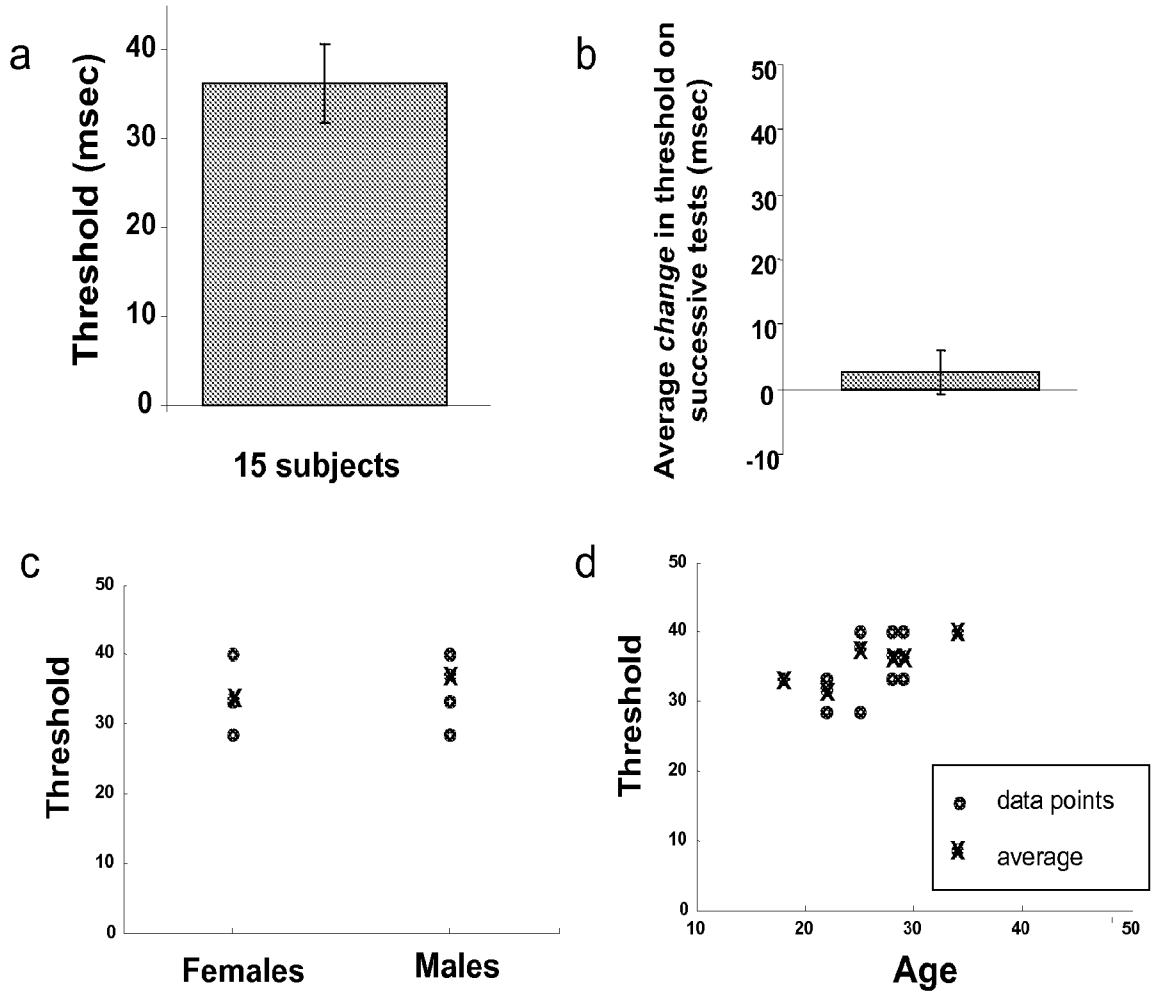 a
Threshold (msec)
40
30
20
10
0
15 subjects
b
Average change in threshold on
successive tests (msec)
50
40
30
20
10
0
-10
c
Threshold
50
40
30
20
10
0
Females
Males
d
Threshold
50
40
30
20
10
0
10
20
30
40
50
Age
data points
average